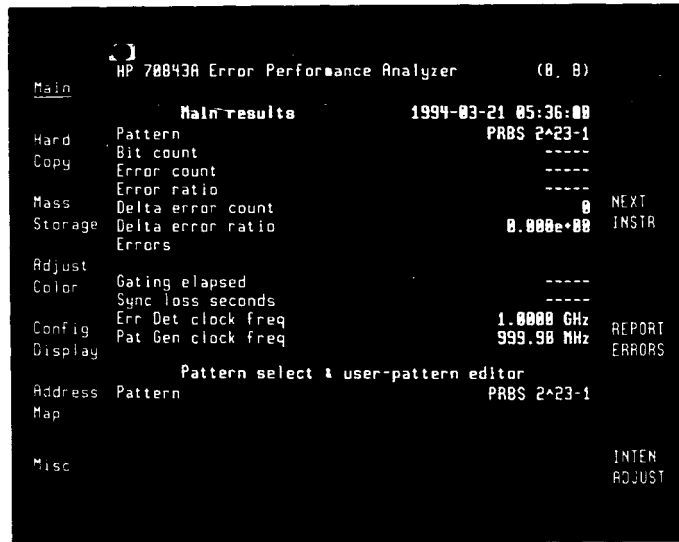 HP 70843A Error Performance Analyzer (0, 8)
Main
Main results 1994-03-21 05:36:00
Pattern PRBS 2^23-1
Hard
Copy
Bit count -----
Error count -----
Error ratio -----
Mass
Storage
Delta error count 0
NEXT
INSTR
Delta error ratio 0.000e+00
Errors
Adjust
Color
Gating elapsed -----
Sync loss seconds -----
Err Det clock freq 1.0000 GHz
Config
Display
Pat Gen clock freq 999.98 MHz
REPORT
ERRORS
Pattern select & user-pattern editor
Address
Map
Pattern PRBS 2^23-1
Misc
INTEN
ADJUST